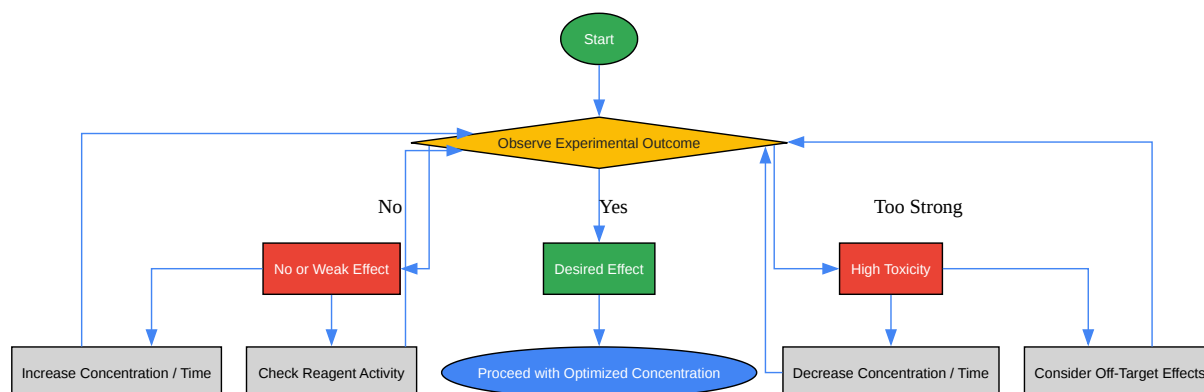 Start
Observe Experimental Outcome
No
Yes
Too Strong
No or Weak Effect
Desired Effect
High Toxicity
Increase Concentration / Time
Check Reagent Activity
Proceed with Optimized Concentration
Decrease Concentration / Time
Consider Off-Target Effects